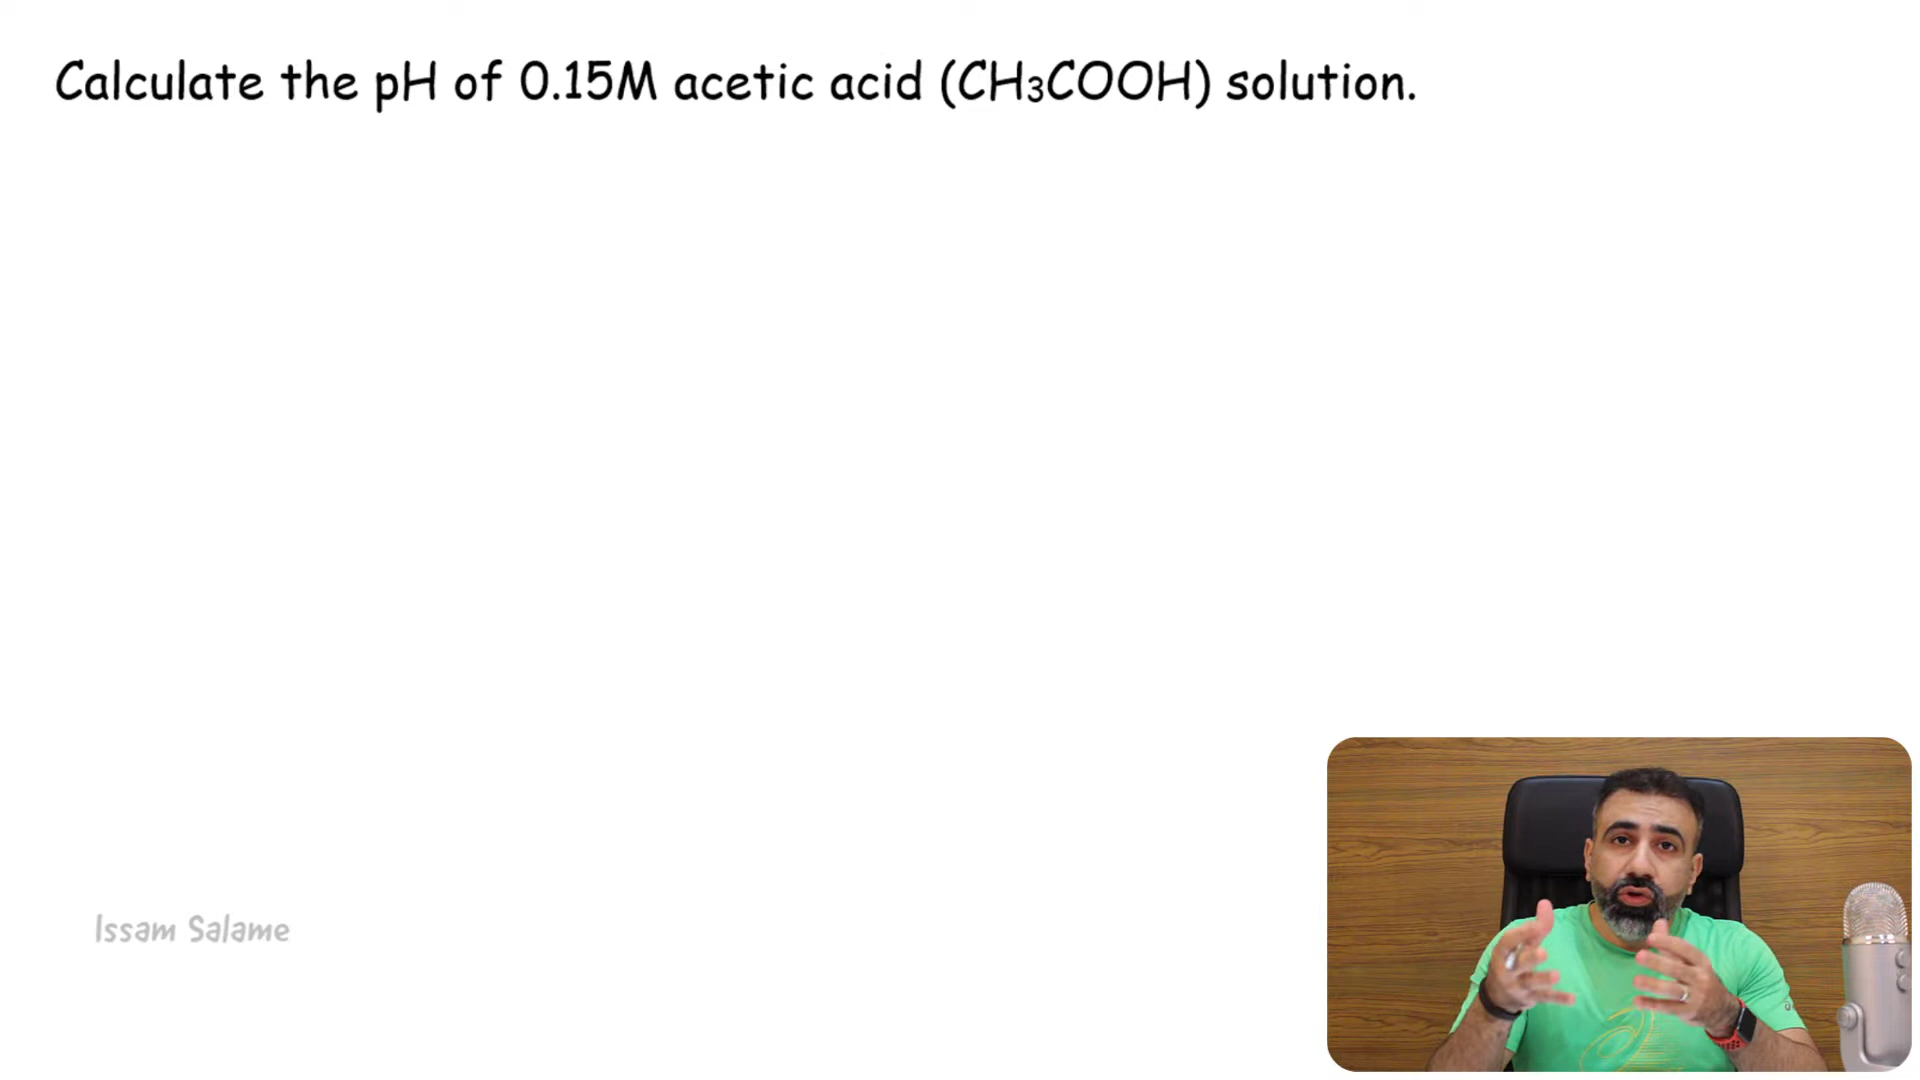 Calculate the pH of 0.15M acetic acid (CH₃COOH) solution.
Issam Salame